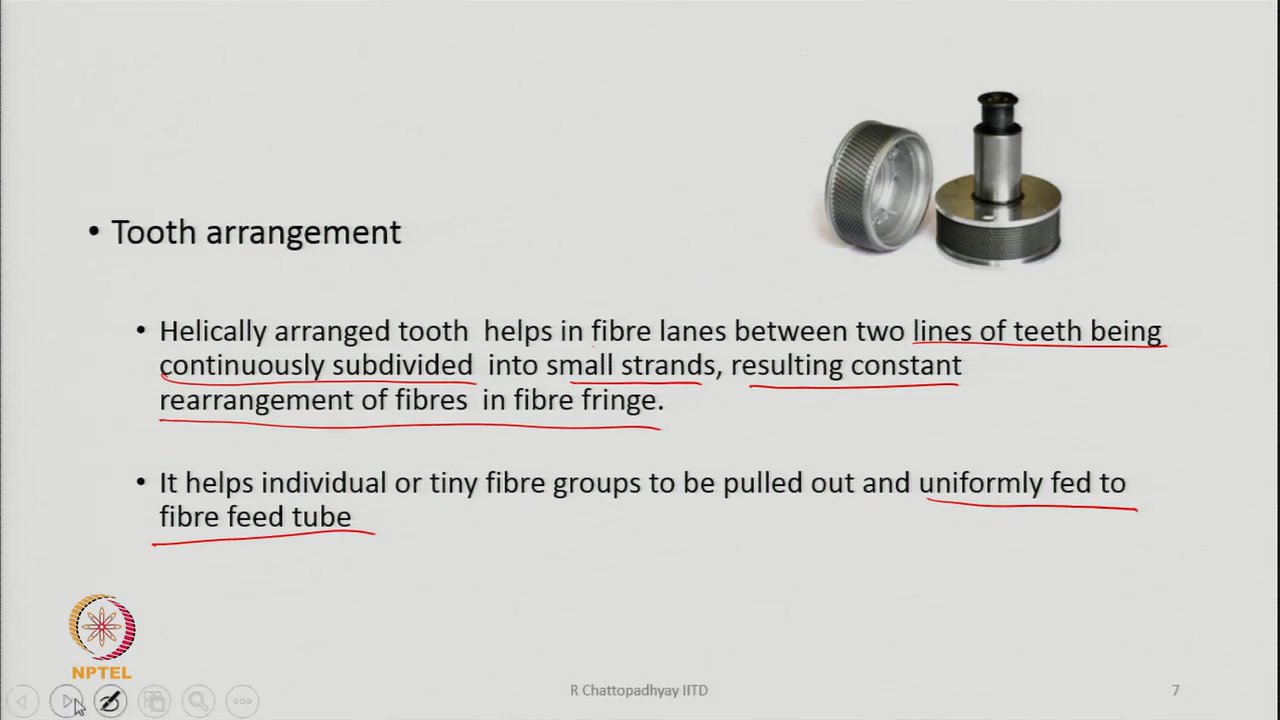 • Tooth arrangement
• Helically arranged tooth helps in fibre lanes between two lines of teeth being
continuously subdivided into small strands, resulting constant
rearrangement of fibres in fibre fringe.
• It helps individual or tiny fibre groups to be pulled out and uniformly fed to
fibre feed tube
NPTEL
R Chattopadhyay IITD
7